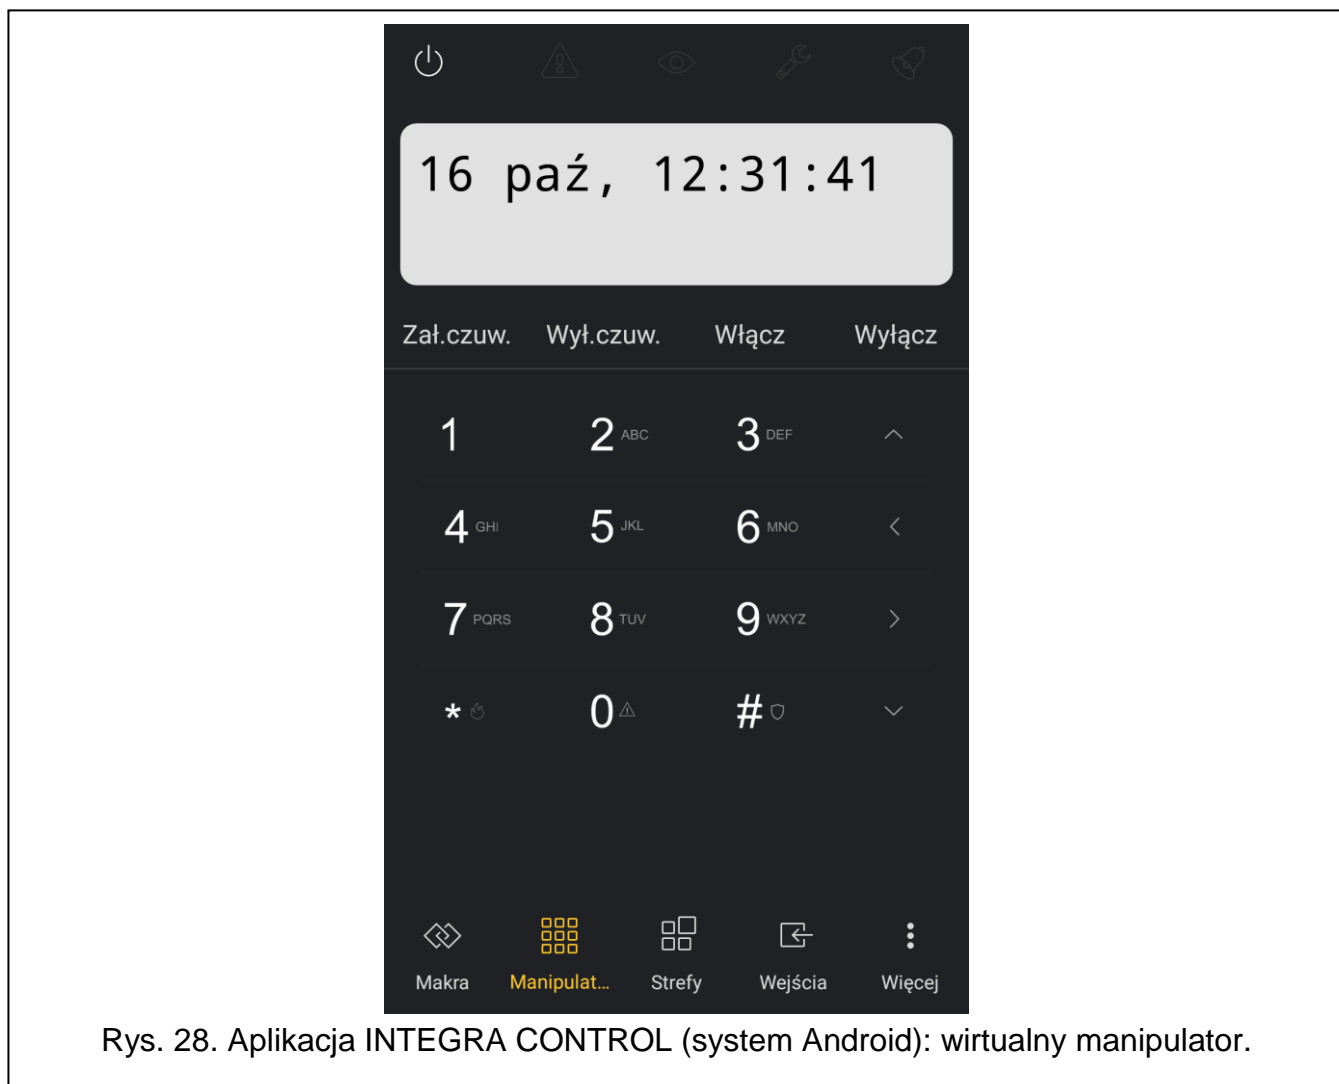 16 paź, 12:31:41
Zał.czuw. Wył.czuw. Włącz Wyłącz
1 2 ABC 3 DEF
4 GHI 5 JKL 6 MNO
7 PQRS 8 TUV 9 WXYZ
* 0 #
Makra Manipulat... Strefy Wejścia Więcej
Rys. 28. Aplikacja INTEGRA CONTROL (system Android): wirtualny manipulator.